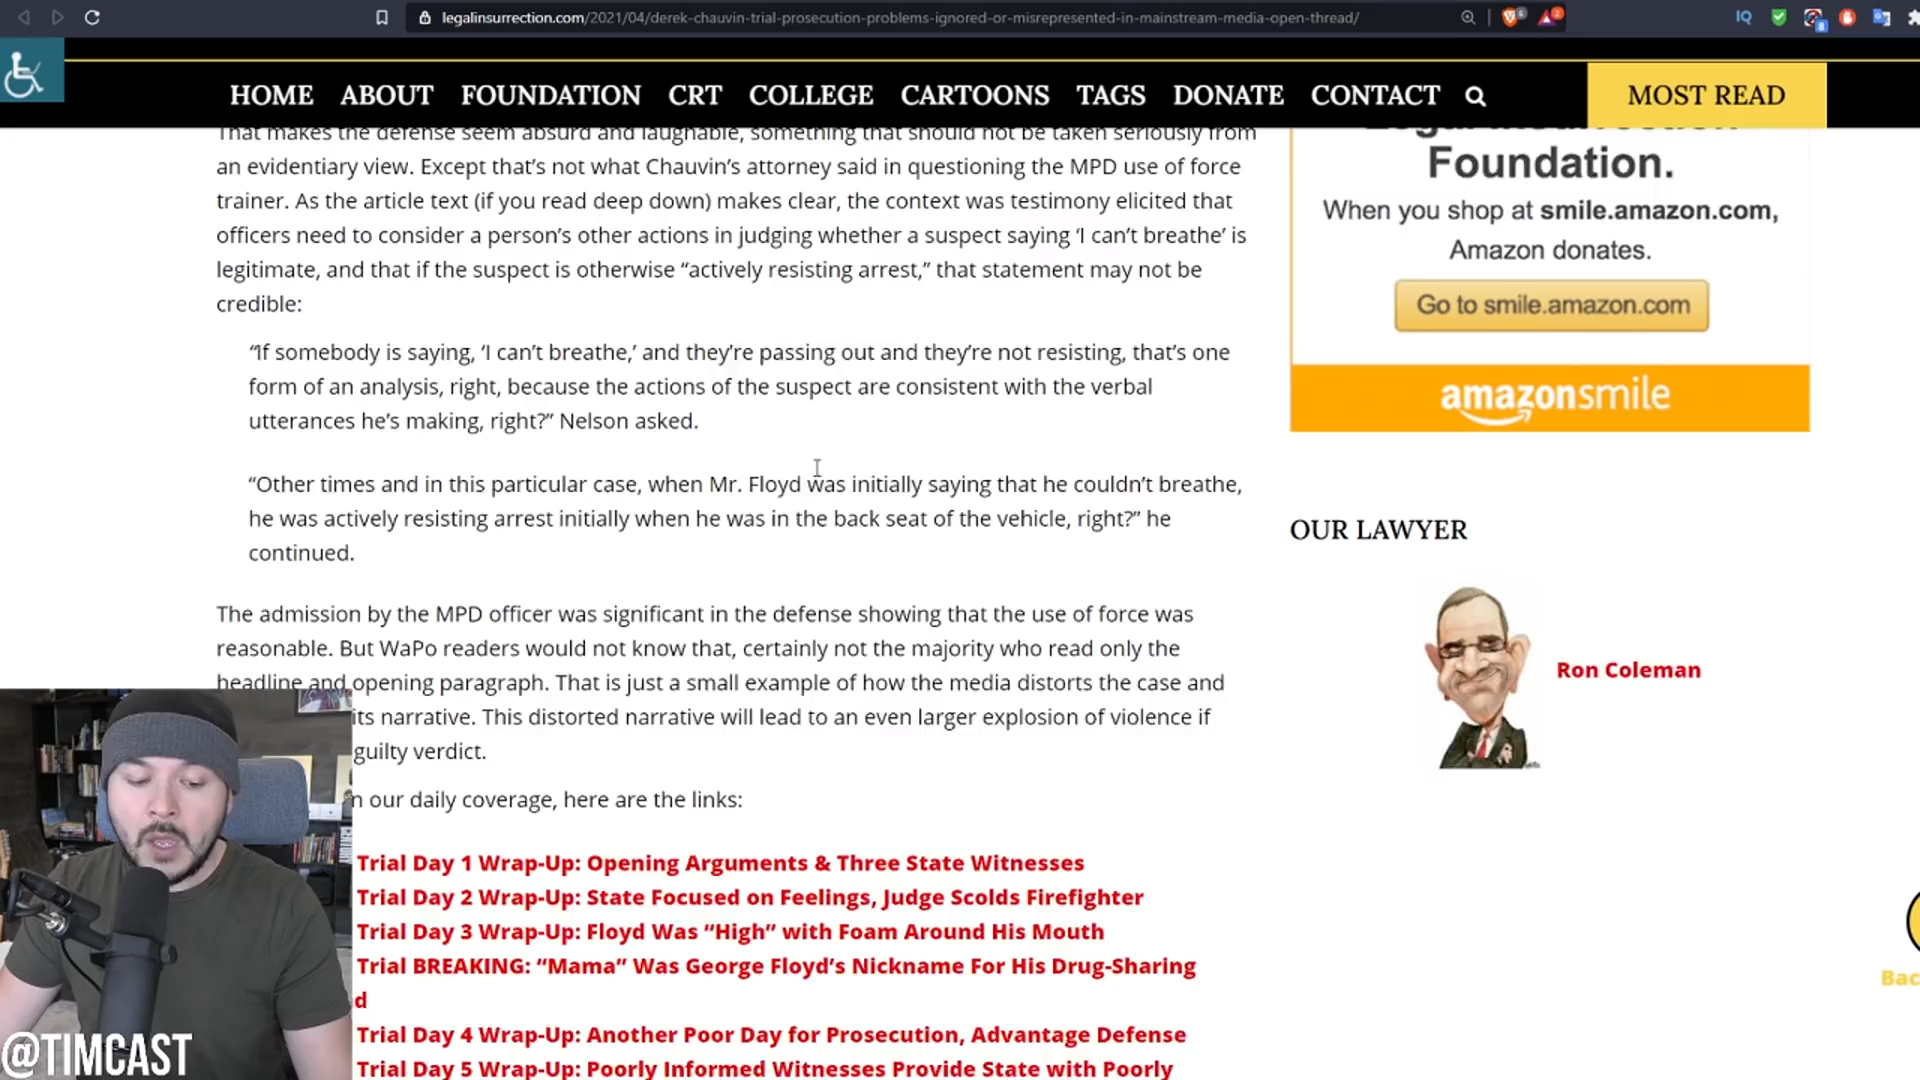 legalinsurrection.com/2021/04/derek-chauvin-trial-prosecution-problems-ignored-or-misrepresented-in-mainstream-media-open-thread/
HOME ABOUT FOUNDATION CRT COLLEGE CARTOONS TAGS DONATE CONTACT
MOST READ
That makes the defense seem absurd and laughable, something that should not be taken seriously from
an evidentiary view. Except that’s not what Chauvin’s attorney said in questioning the MPD use of force
trainer. As the article text (if you read deep down) makes clear, the context was testimony elicited that
officers need to consider a person’s other actions in judging whether a suspect saying ‘I can’t breathe’ is
legitimate, and that if the suspect is otherwise “actively resisting arrest,” that statement may not be
credible:
“If somebody is saying, ‘I can’t breathe,’ and they’re passing out and they’re not resisting, that’s one
form of an analysis, right, because the actions of the suspect are consistent with the verbal
utterances he’s making, right?” Nelson asked.
“Other times and in this particular case, when Mr. Floyd was initially saying that he couldn’t breathe,
he was actively resisting arrest initially when he was in the back seat of the vehicle, right?” he
continued.
The admission by the MPD officer was significant in the defense showing that the use of force was
reasonable. But WaPo readers would not know that, certainly not the majority who read only the
headline and opening paragraph. That is just a small example of how the media distorts the case and
its narrative. This distorted narrative will lead to an even larger explosion of violence if
guilty verdict.
n our daily coverage, here are the links:
Trial Day 1 Wrap-Up: Opening Arguments & Three State Witnesses
Trial Day 2 Wrap-Up: State Focused on Feelings, Judge Scolds Firefighter
Trial Day 3 Wrap-Up: Floyd Was “High” with Foam Around His Mouth
Trial BREAKING: “Mama” Was George Floyd’s Nickname For His Drug-Sharing
d
Trial Day 4 Wrap-Up: Another Poor Day for Prosecution, Advantage Defense
Trial Day 5 Wrap-Up: Poorly Informed Witnesses Provide State with Poorly
Legal Insurrection
Foundation.
When you shop at smile.amazon.com,
Amazon donates.
Go to smile.amazon.com
amazonsmile
OUR LAWYER
Ron Coleman
Bac
@TIMCAST